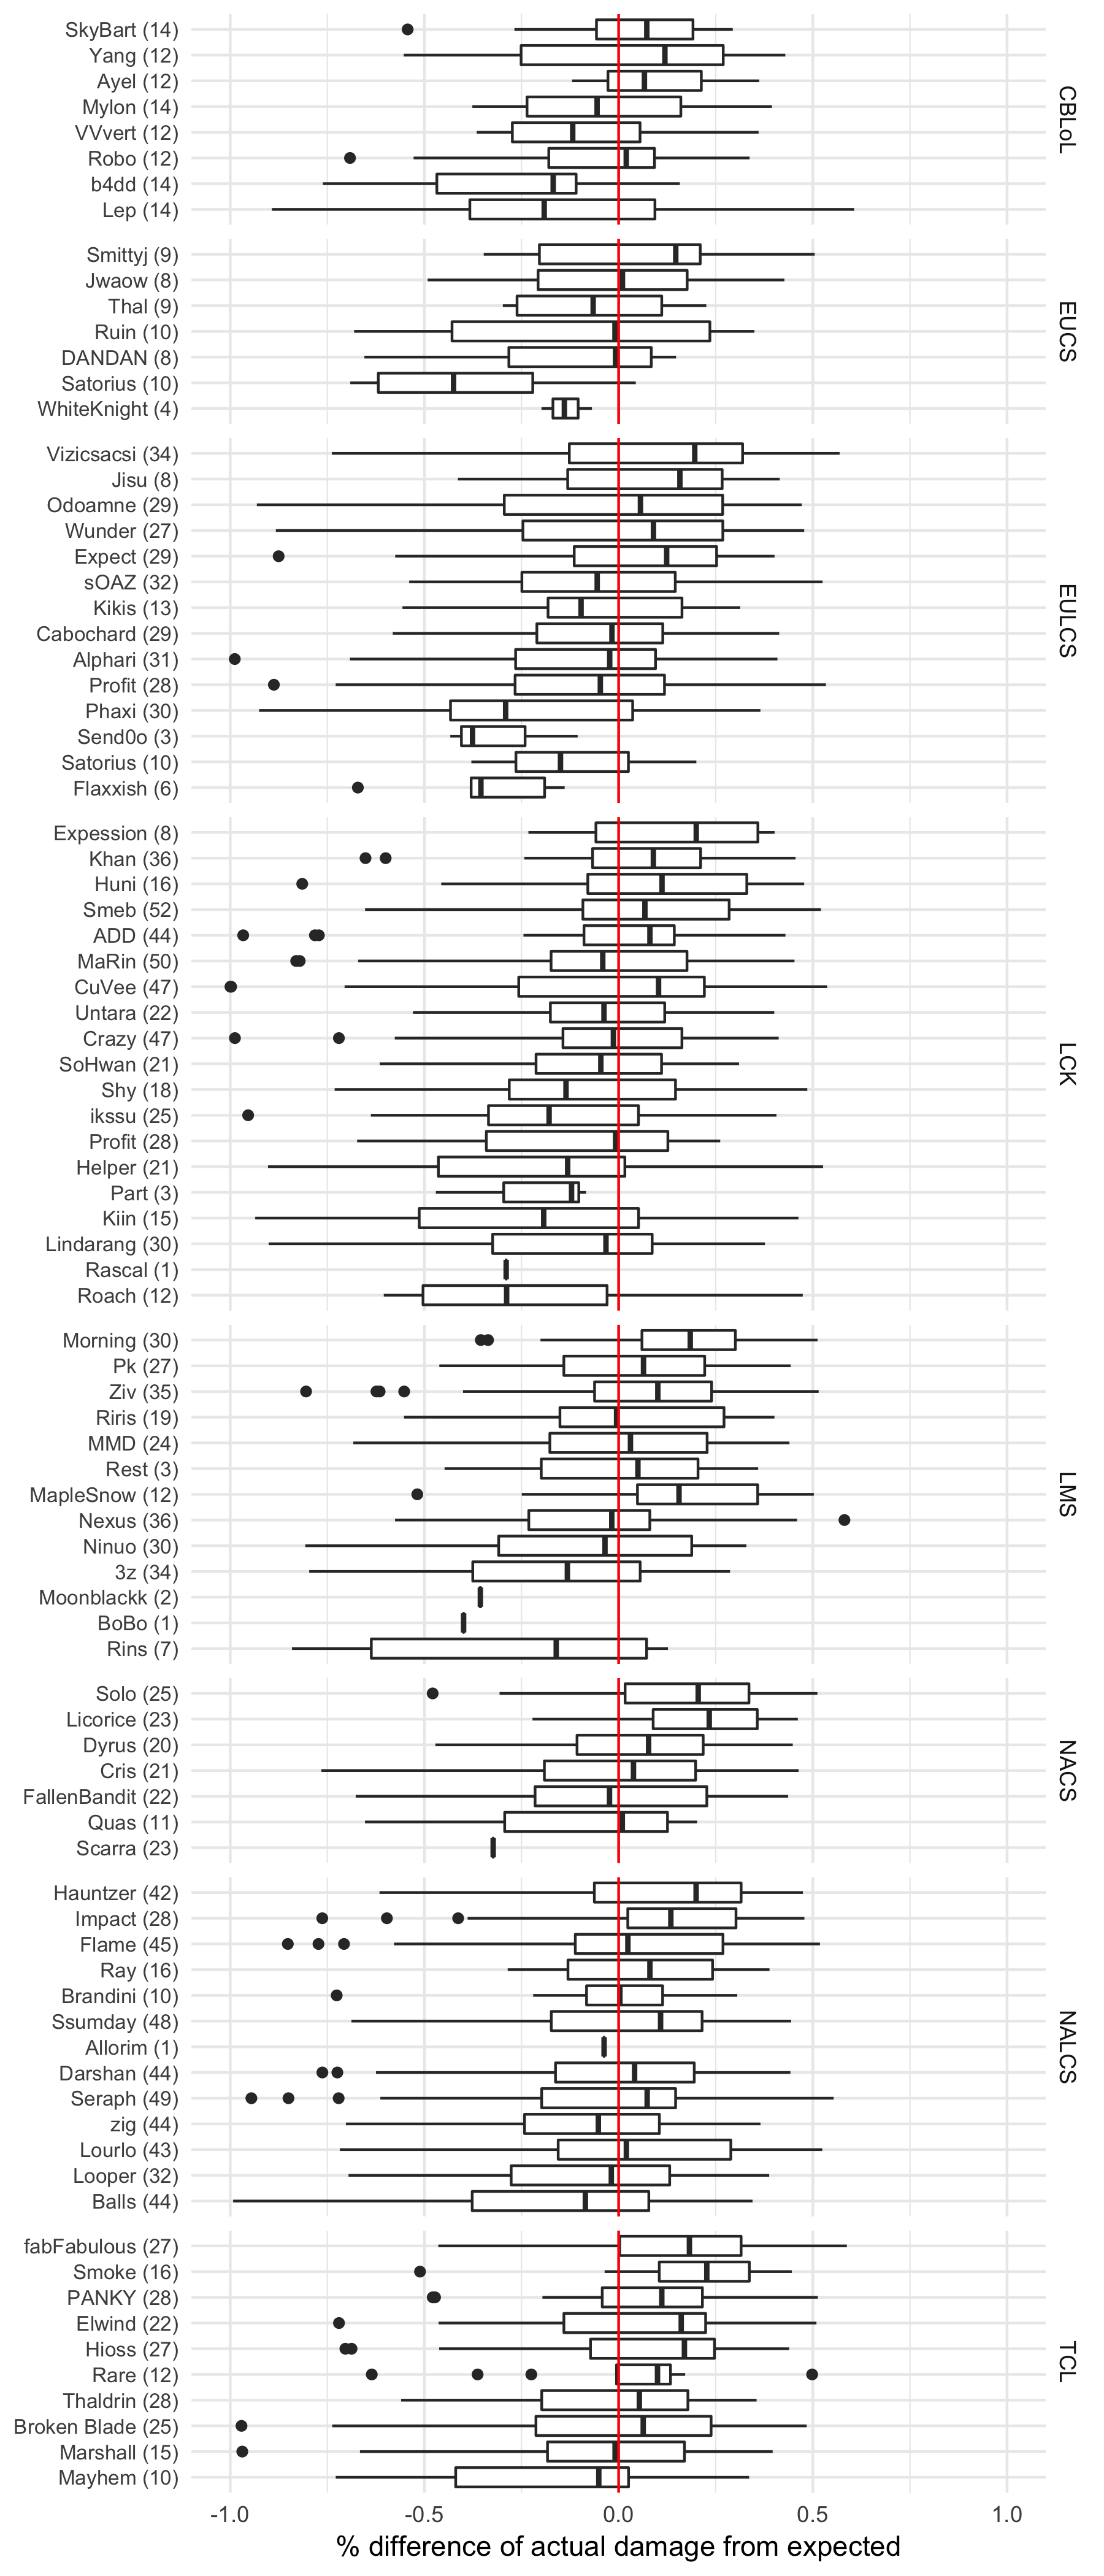 SkyBart (14)
Yang (12)
Ayel (12)
Mylon (14)
VVvert (12)
Robo (12)
b4dd (14)
Lep (14)
CBLoL
Smittyj (9)
Jwaow (8)
Thal (9)
Ruin (10)
DANDAN (8)
Satorius (10)
WhiteKnight (4)
EUCS
Vizicsacsi (34)
Jisu (8)
Odoamne (29)
Wunder (27)
Expect (29)
sOAZ (32)
Kikis (13)
Cabochard (29)
Alphari (31)
Profit (28)
Phaxi (30)
Send0o (3)
Satorius (10)
Flaxxish (6)
EULCS
Expession (8)
Khan (36)
Huni (16)
Smeb (52)
ADD (44)
MaRin (50)
CuVee (47)
Untara (22)
Crazy (47)
SoHwan (21)
Shy (18)
ikssu (25)
Profit (28)
Helper (21)
Part (3)
Kiin (15)
Lindarang (30)
Rascal (1)
Roach (12)
LCK
Morning (30)
Pk (27)
Ziv (35)
Riris (19)
MMD (24)
Rest (3)
MapleSnow (12)
Nexus (36)
Ninuo (30)
3z (34)
Moonblackk (2)
BoBo (1)
Rins (7)
LMS
Solo (25)
Licorice (23)
Dyrus (20)
Cris (21)
FallenBandit (22)
Quas (11)
Scarra (23)
NACS
Hauntzer (42)
Impact (28)
Flame (45)
Ray (16)
Brandini (10)
Ssumday (48)
Allorim (1)
Darshan (44)
Seraph (49)
zig (44)
Lourlo (43)
Looper (32)
Balls (44)
NALCS
fabFabulous (27)
Smoke (16)
PANKY (28)
Elwind (22)
Hioss (27)
Rare (12)
Thaldrin (28)
Broken Blade (25)
Marshall (15)
Mayhem (10)
TCL
-1.0 -0.5 0.0 0.5 1.0
% difference of actual damage from expected